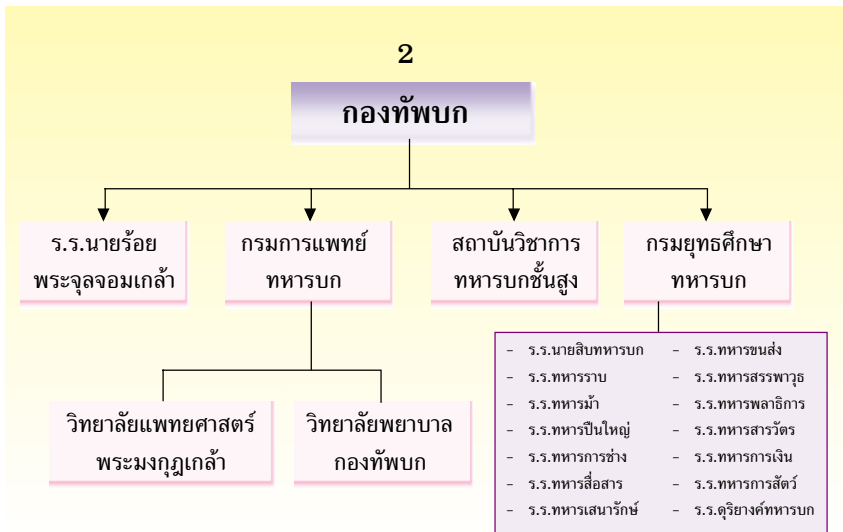 2
กองทัพบก
ร.ร.นายร้อย
พระจุลจอมเกล้า
กรมการแพทย์
ทหารบก
สถาบันวิชาการ
ทหารบกชั้นสูง
กรมยุทธศึกษา
ทหารบก
วิทยาลัยแพทยศาสตร์
พระมงกุฎเกล้า
วิทยาลัยพยาบาล
กองทัพบก
- ร.ร.นายสิบทหารบก
- ร.ร.ทหารราบ
- ร.ร.ทหารม้า
- ร.ร.ทหารปืนใหญ่
- ร.ร.ทหารการช่าง
- ร.ร.ทหารสื่อสาร
- ร.ร.ทหารเสนารักษ์
- ร.ร.ทหารขนส่ง
- ร.ร.ทหารสรรพาวุธ
- ร.ร.ทหารพลาธิการ
- ร.ร.ทหารสารวัตร
- ร.ร.ทหารการเงิน
- ร.ร.ทหารการสัตว์
- ร.ร.ดุริยางค์ทหารบก